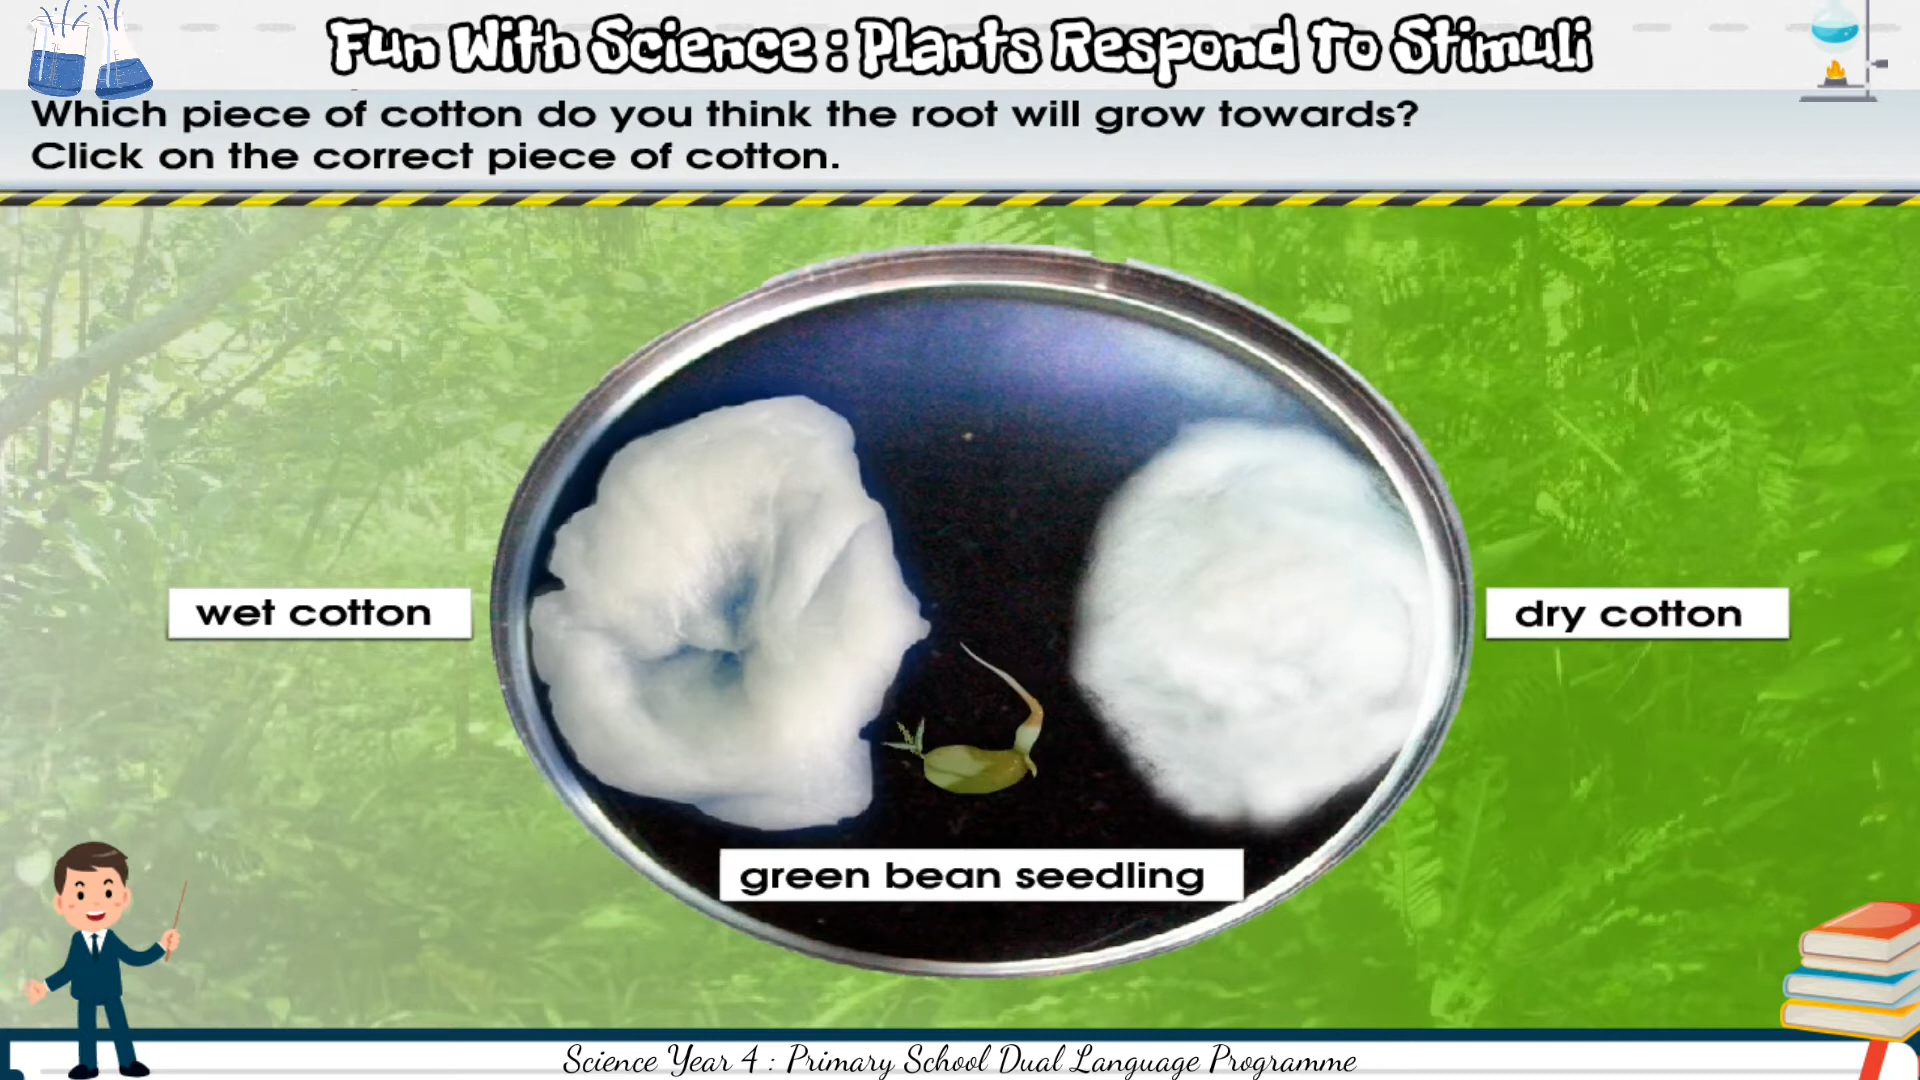 Fun With Science : Plants Respond To Stimuli
Which piece of cotton do you think the root will grow towards?
Click on the correct piece of cotton.
wet cotton
dry cotton
green bean seedling
Science Year 4 : Primary School Dual Language Programme